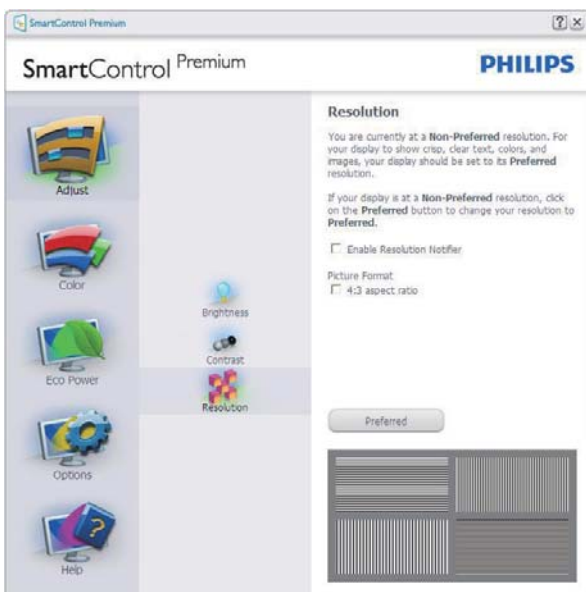 SmartControl Premium
SmartControl Premium
PHILIPS
Adjust
Color
Eco Power
Options
Help
Brightness
Contrast
Resolution
Resolution
You are currently at a Non-Preferred resolution. For
your display to show crisp, clear text, colors, and
images, your display should be set to its Preferred
resolution.
If your display is at a Non-Preferred resolution, click
on the Preferred button to change your resolution to
Preferred.
Enable Resolution Notifier
Picture Format
4:3 aspect ratio
Preferred